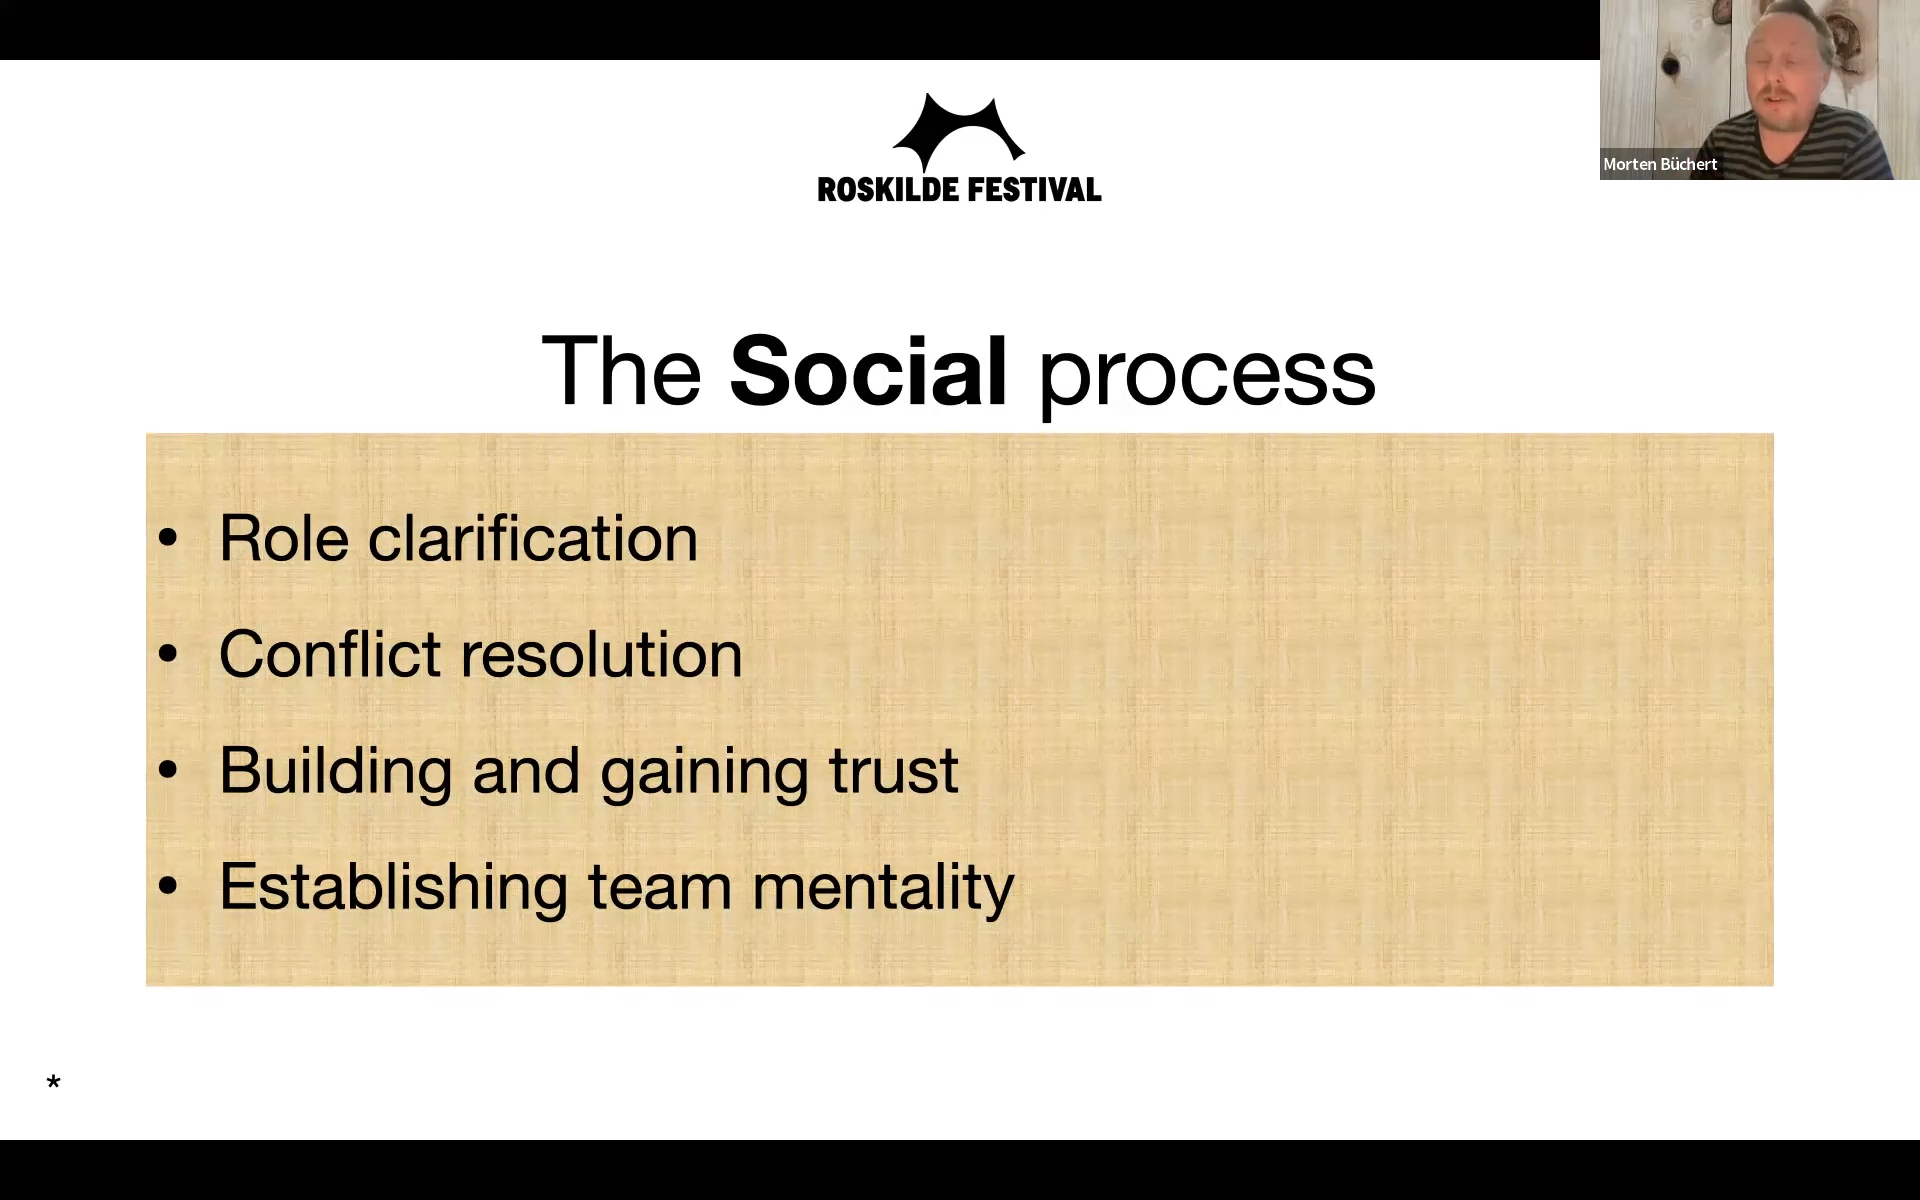 Morten Büchert
ROSKILDE FESTIVAL
The Social process
• Role clarification
• Conflict resolution
• Building and gaining trust
• Establishing team mentality
*